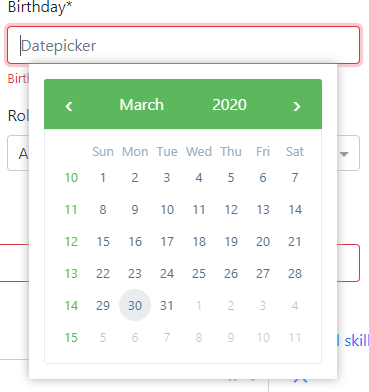 Birthday*
Datepicker
Birt
‹ March 2020 ›
Rol
A
Sun Mon Tue Wed Thu Fri Sat
10 1 2 3 4 5 6 7
11 8 9 10 11 12 13 14
12 15 16 17 18 19 20 21
13 22 23 24 25 26 27 28
14 29 30 31 1 2 3 4
15 5 6 7 8 9 10 11
d skill